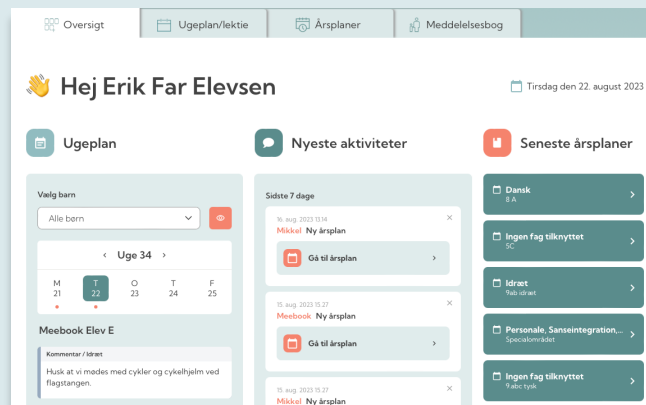 Oversigt
Ugeplan/lektie
Årsplaner
Meddelelsesbog
Hej Erik Far Elevsen
Tirsdag den 22. august 2023
Ugeplan
Vælg barn
Alle børn
Uge 34
M T O T F
21 22 23 24 25
Meebook Elev E
Kommentar / Idræt
Husk at vi mødes med cykler og cykelhjelm ved
flagstangen.
Nyeste aktiviteter
Sidste 7 dage
16. aug. 2023 13:14
Mikkel Ny årsplan
Gå til årsplan
15. aug. 2023 15:27
Meebook Ny årsplan
Gå til årsplan
15. aug. 2023 15:27
Mikkel Ny årsplan
Seneste årsplaner
Dansk
8 A
Ingen fag tilknyttet
5C
Idræt
9ab idræt
Personale, Sanseintegration,...
Specialområdet
Ingen fag tilknyttet
9 abc tysk